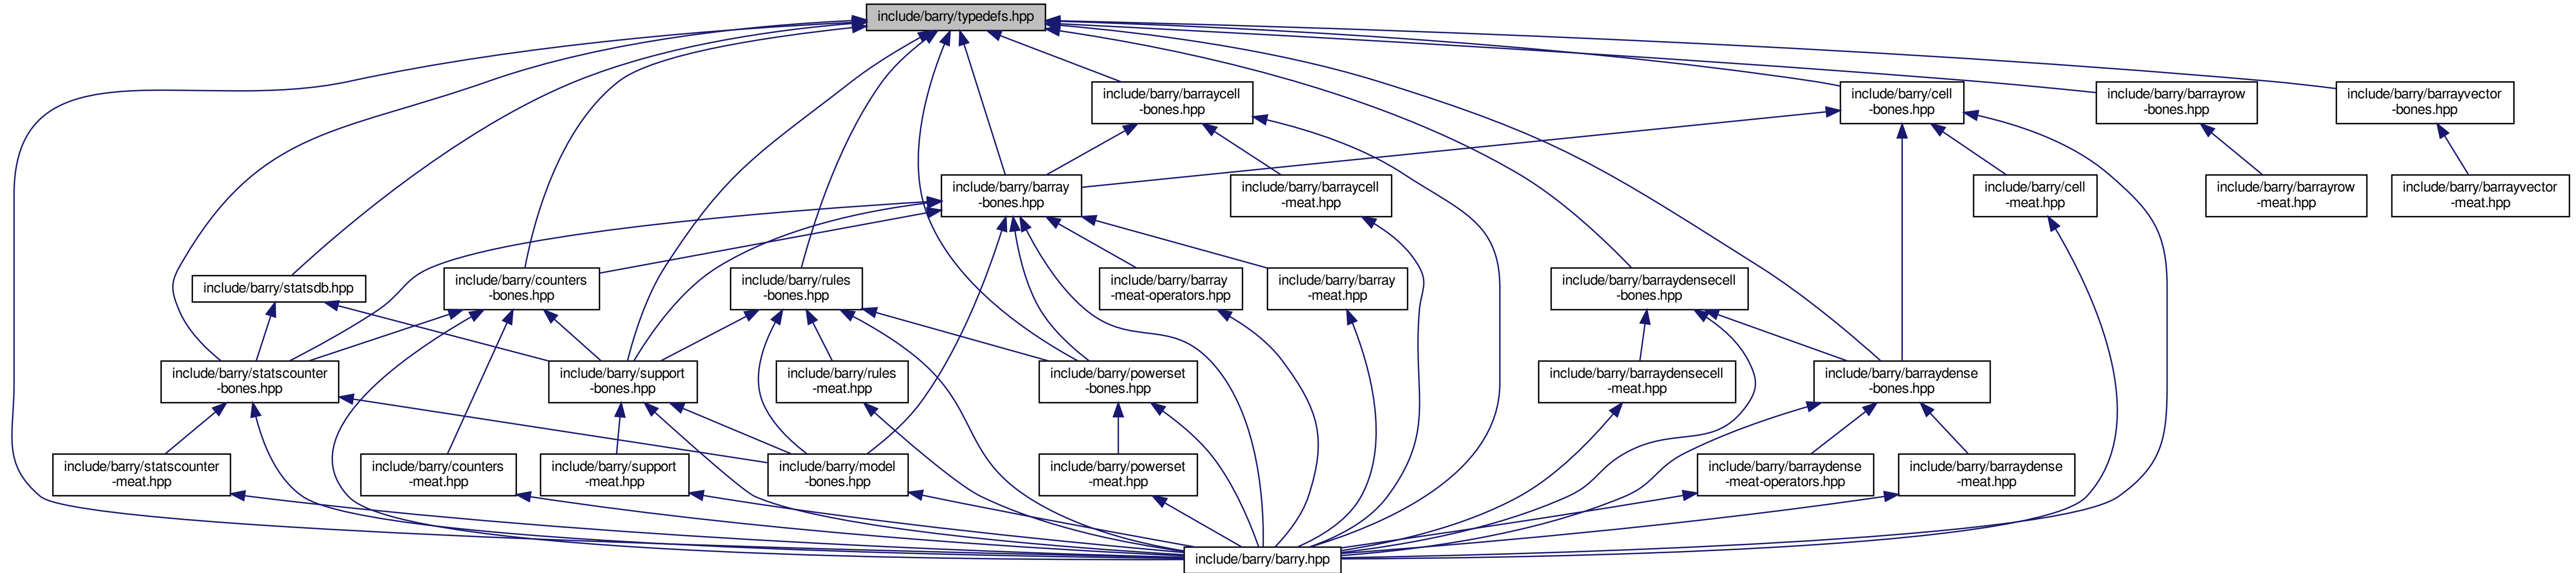 include/barry/typedefs.hpp
include/barry/barraycell
-bones.hpp
include/barry/cell
-bones.hpp
include/barry/barrayrow
-bones.hpp
include/barry/barrayvector
-bones.hpp
include/barry/barray
-bones.hpp
include/barry/barraycell
-meat.hpp
include/barry/cell
-meat.hpp
include/barry/barrayrow
-meat.hpp
include/barry/barrayvector
-meat.hpp
include/barry/statsdb.hpp
include/barry/counters
-bones.hpp
include/barry/rules
-bones.hpp
include/barry/barray
-meat-operators.hpp
include/barry/barray
-meat.hpp
include/barry/barraydensecell
-bones.hpp
include/barry/statscounter
-bones.hpp
include/barry/support
-bones.hpp
include/barry/rules
-meat.hpp
include/barry/powerset
-bones.hpp
include/barry/barraydensecell
-meat.hpp
include/barry/barraydense
-bones.hpp
include/barry/statscounter
-meat.hpp
include/barry/counters
-meat.hpp
include/barry/support
-meat.hpp
include/barry/model
-bones.hpp
include/barry/powerset
-meat.hpp
include/barry/barraydense
-meat-operators.hpp
include/barry/barraydense
-meat.hpp
include/barry/barry.hpp